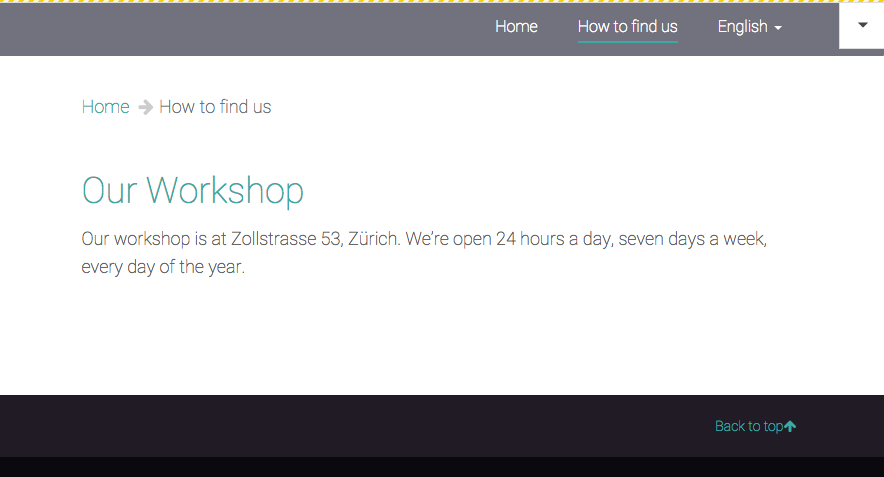 Home How to find us English
Home How to find us
Our Workshop
Our workshop is at Zollstrasse 53, Zürich. We’re open 24 hours a day, seven days a week,
every day of the year.
Back to top